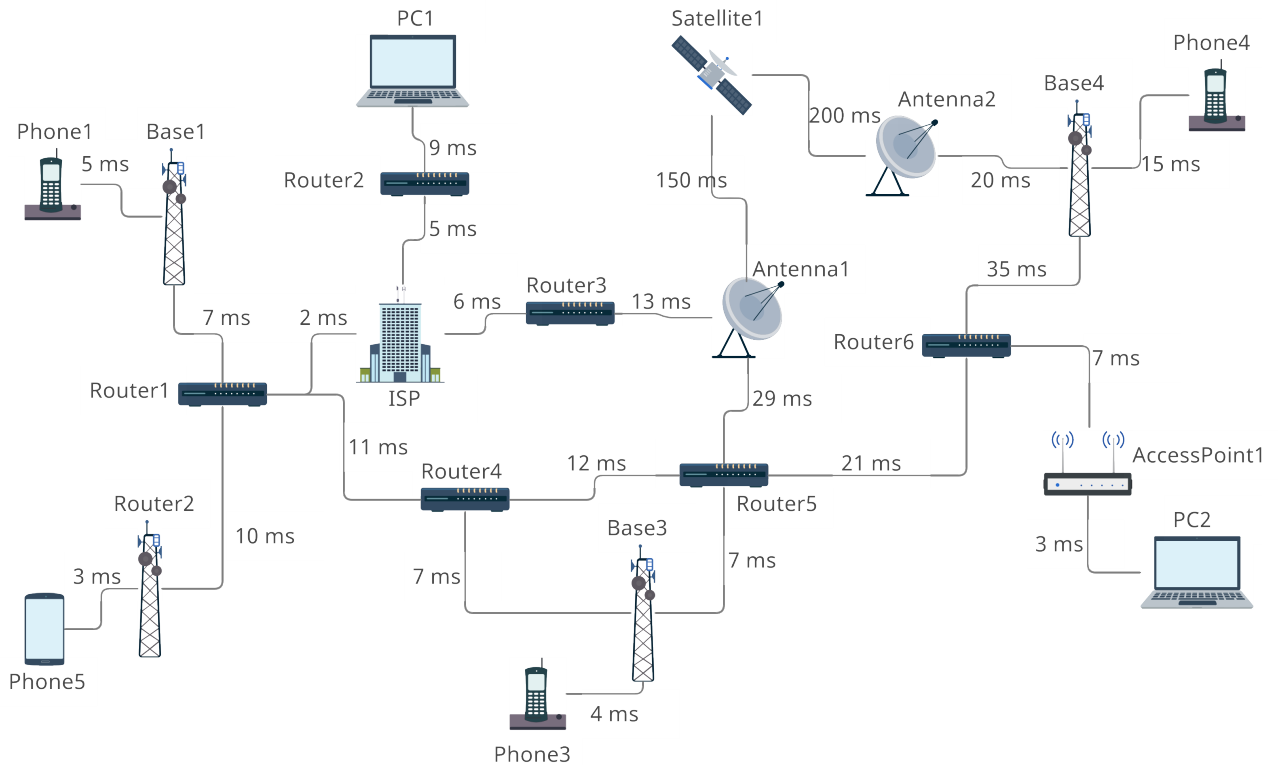 PC1
Satellite1
Phone4
Base4
Antenna2
200 ms
Phone1
Base1
5 ms
9 ms
15 ms
Router2
150 ms
20 ms
5 ms
Antenna1
35 ms
Router3
6 ms
13 ms
7 ms
2 ms
Router6
7 ms
Router1
ISP
29 ms
11 ms
AccessPoint1
12 ms
21 ms
Router4
Router5
Router2
PC2
Base3
10 ms
3 ms
7 ms
3 ms
7 ms
Phone5
4 ms
Phone3